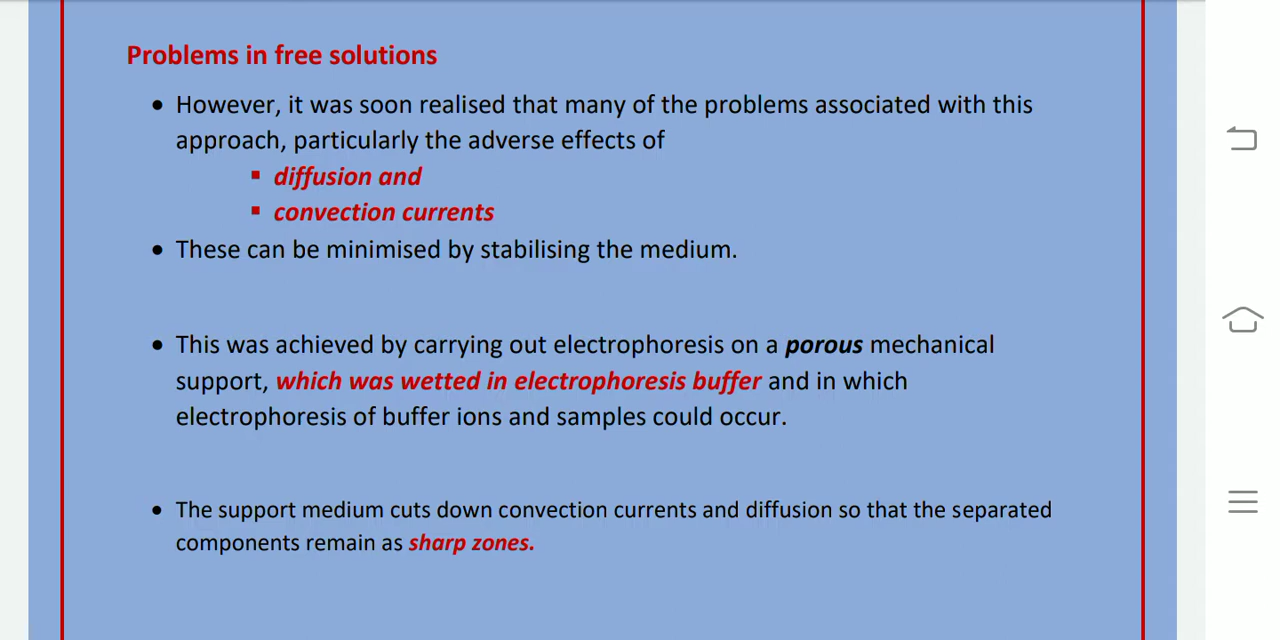 Problems in free solutions
• However, it was soon realised that many of the problems associated with this
approach, particularly the adverse effects of
▪ diffusion and
▪ convection currents
• These can be minimised by stabilising the medium.
• This was achieved by carrying out electrophoresis on a porous mechanical
support, which was wetted in electrophoresis buffer and in which
electrophoresis of buffer ions and samples could occur.
• The support medium cuts down convection currents and diffusion so that the separated
components remain as sharp zones.